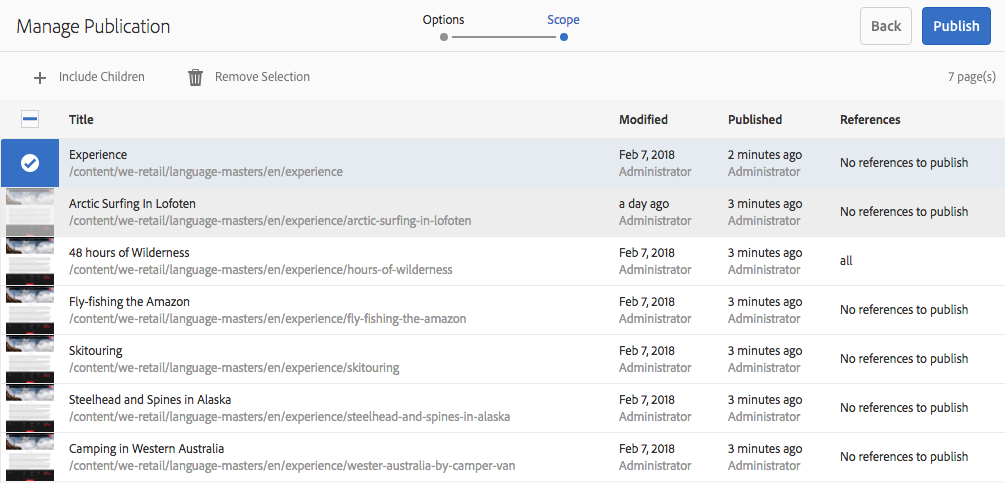 Manage Publication
Options
Scope
Back
Publish
Include Children
Remove Selection
7 page(s)
Title Modified Published References
Experience Feb 7, 2018 2 minutes ago No references to publish
/content/we-retail/language-masters/en/experience Administrator Administrator
Arctic Surfing In Lofoten a day ago 3 minutes ago No references to publish
/content/we-retail/language-masters/en/experience/arctic-surfing-in-lofoten Administrator Administrator
48 hours of Wilderness Feb 7, 2018 3 minutes ago all
/content/we-retail/language-masters/en/experience/hours-of-wilderness Administrator Administrator
Fly-fishing the Amazon Feb 7, 2018 3 minutes ago No references to publish
/content/we-retail/language-masters/en/experience/fly-fishing-the-amazon Administrator Administrator
Skitouring Feb 7, 2018 3 minutes ago No references to publish
/content/we-retail/language-masters/en/experience/skitouring Administrator Administrator
Steelhead and Spines in Alaska Feb 7, 2018 3 minutes ago No references to publish
/content/we-retail/language-masters/en/experience/steelhead-and-spines-in-alaska Administrator Administrator
Camping in Western Australia Feb 7, 2018 3 minutes ago No references to publish
/content/we-retail/language-masters/en/experience/wester-australia-by-camper-van Administrator Administrator